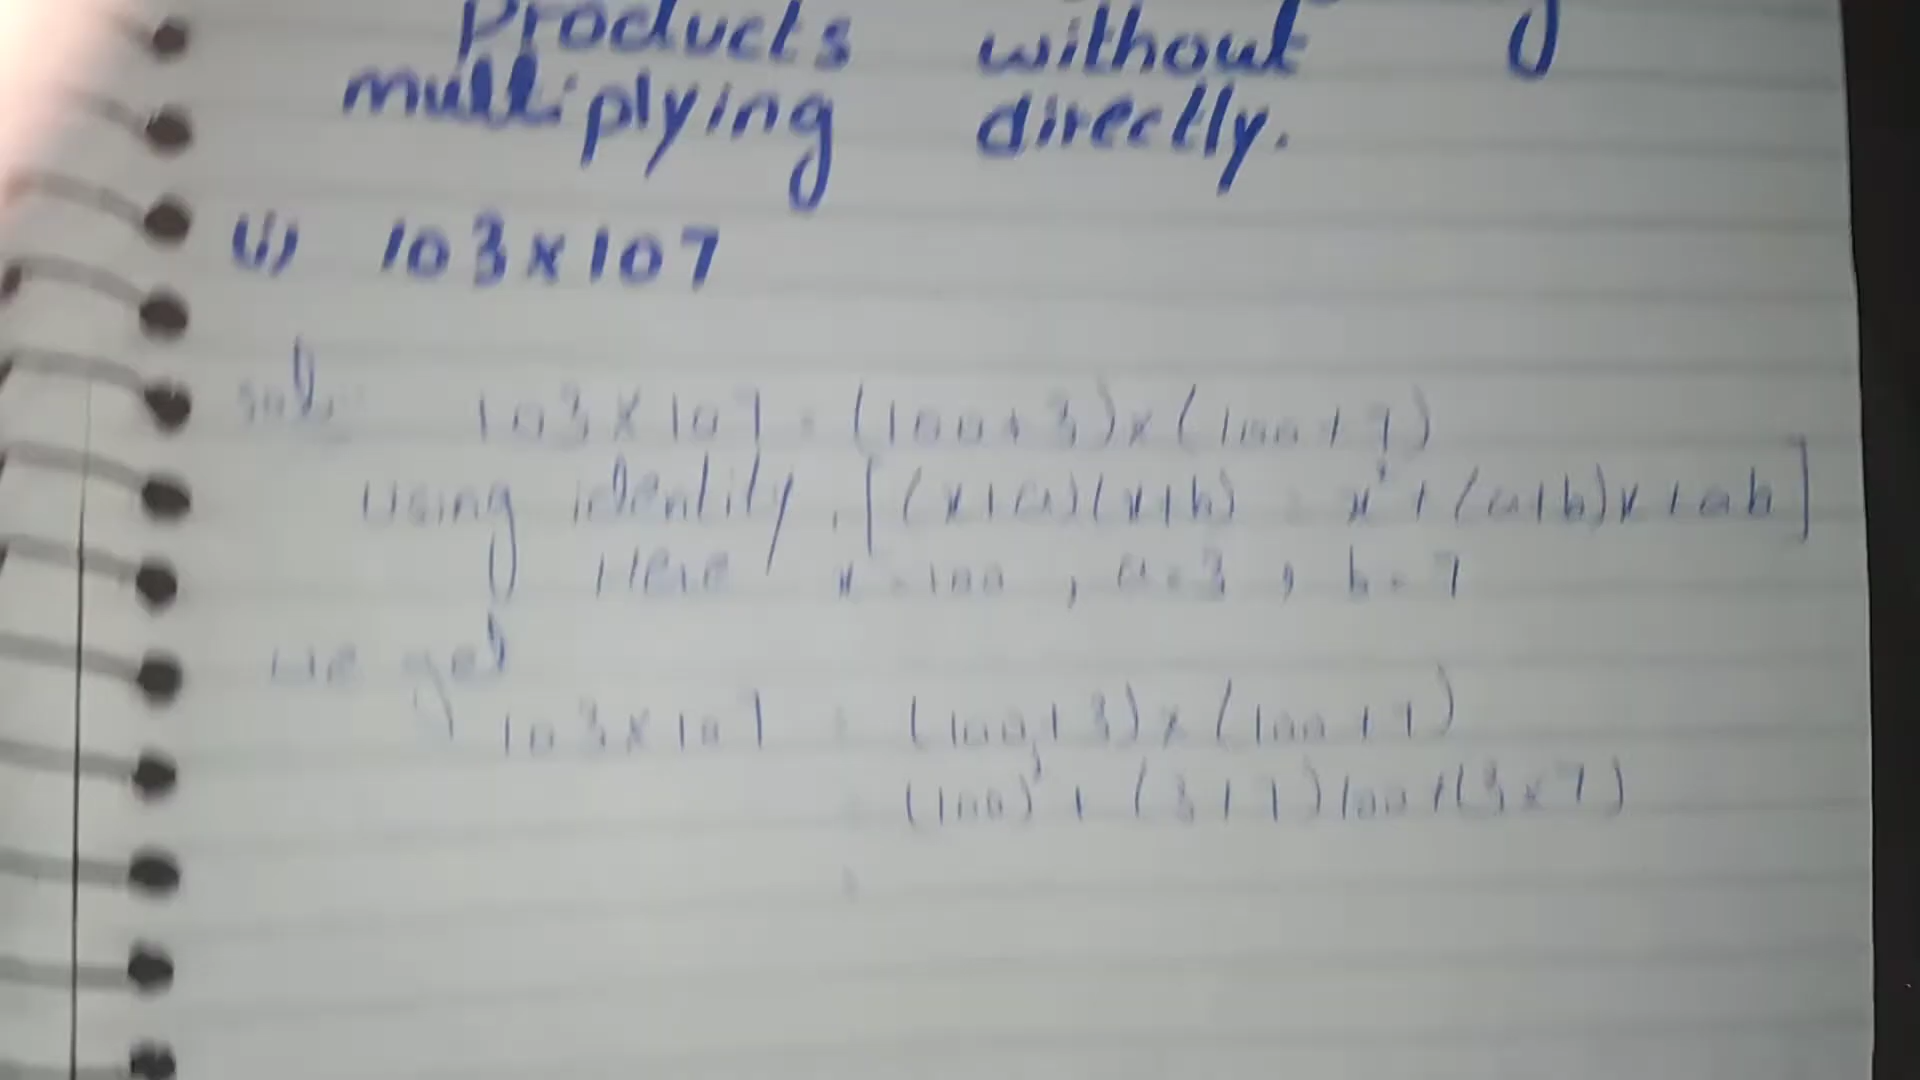 Products without
multiplying directly.
(i) 103×107
Sol: 103×107 = (100+3)×(100+7)
Using identity, [(x+a)(x+b) = x²+(a+b)x+ab]
Here x=100, a=3, b=7
We get
103×107 = (100+3)×(100+7)
= (100)²+(3+7)100+(3×7)